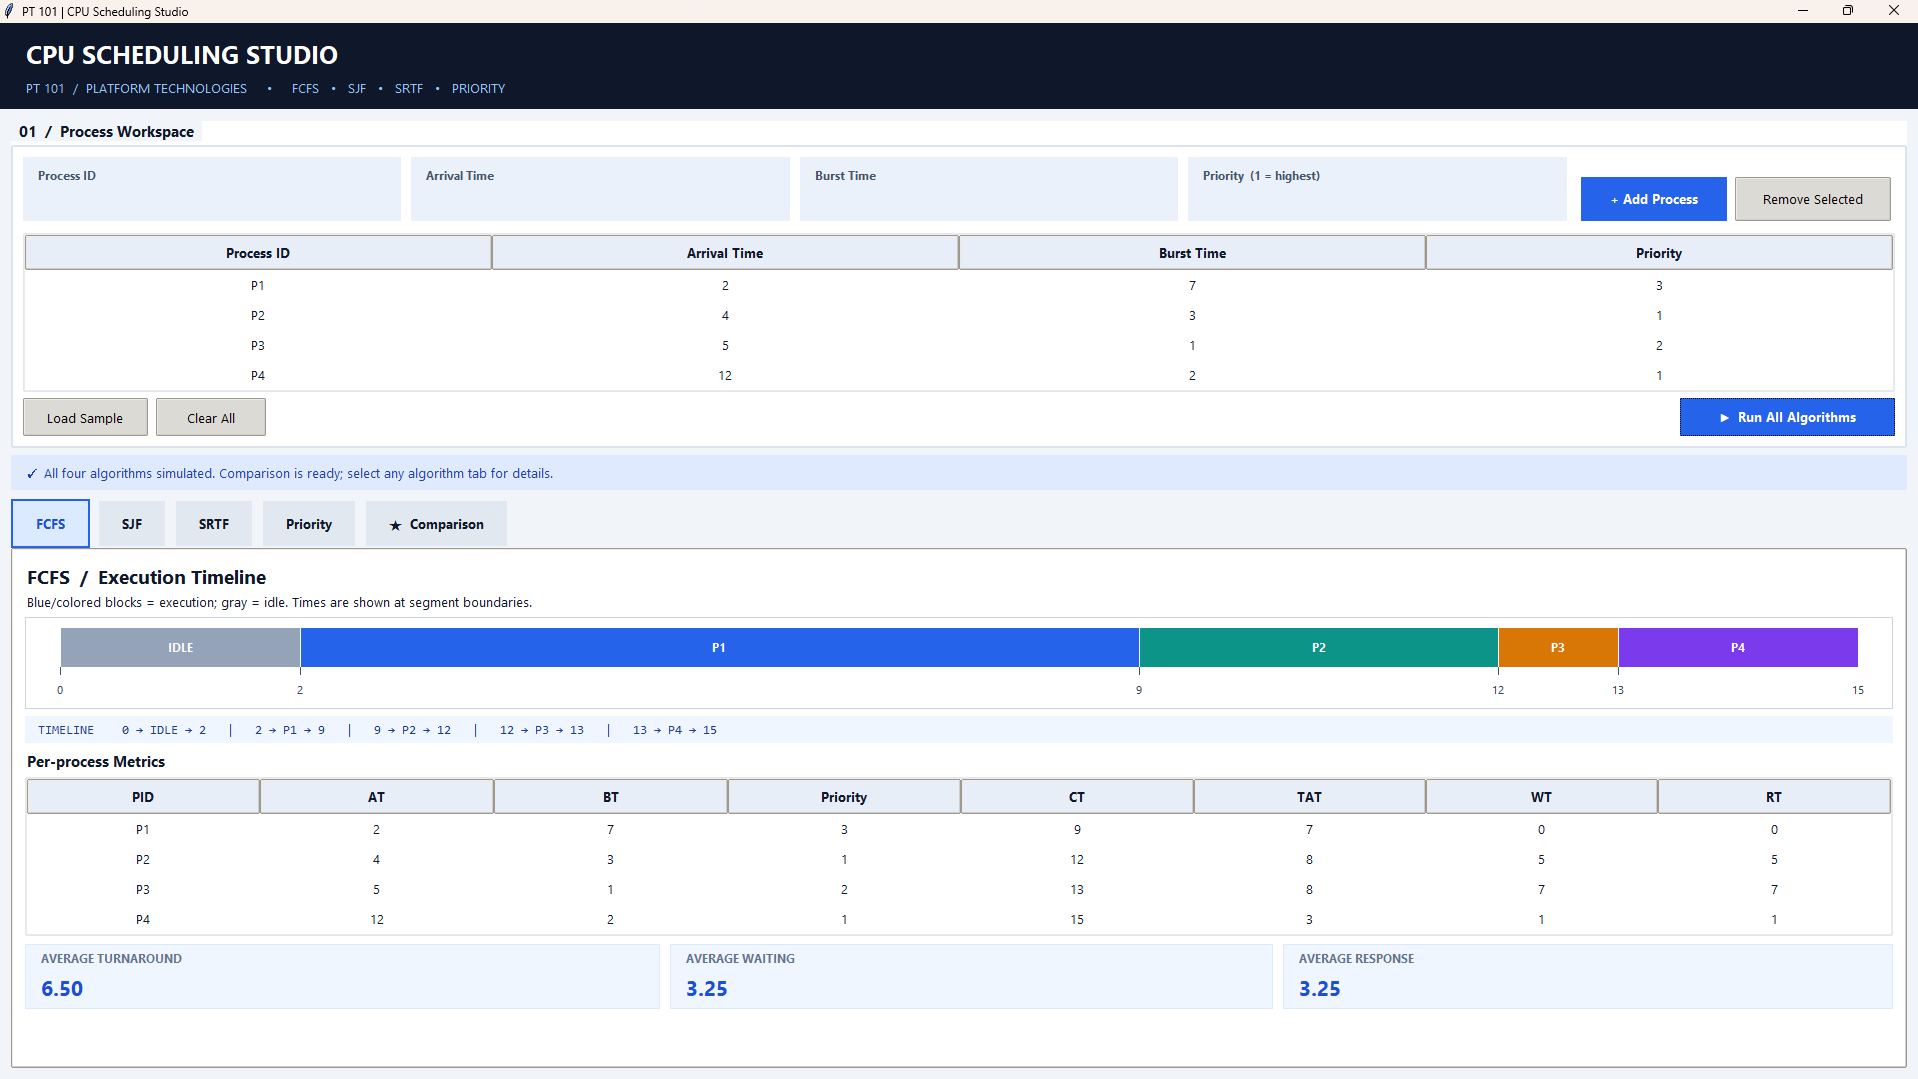 PT 101 | CPU Scheduling Studio
CPU SCHEDULING STUDIO
PT 101 / PLATFORM TECHNOLOGIES • FCFS • SJF • SRTF • PRIORITY
01 / Process Workspace
Process ID Arrival Time Burst Time Priority (1 = highest)
+ Add Process Remove Selected
Process ID Arrival Time Burst Time Priority
P1 2 7 3
P2 4 3 1
P3 5 1 2
P4 12 2 1
Load Sample Clear All ► Run All Algorithms
✓ All four algorithms simulated. Comparison is ready; select any algorithm tab for details.
FCFS SJF SRTF Priority ★ Comparison
FCFS / Execution Timeline
Blue/colored blocks = execution; gray = idle. Times are shown at segment boundaries.
IDLE P1 P2 P3 P4
0 2 9 12 13 15
TIMELINE 0 → IDLE → 2 | 2 → P1 → 9 | 9 → P2 → 12 | 12 → P3 → 13 | 13 → P4 → 15
Per-process Metrics
PID AT BT Priority CT TAT WT RT
P1 2 7 3 9 7 0 0
P2 4 3 1 12 8 5 5
P3 5 1 2 13 8 7 7
P4 12 2 1 15 3 1 1
AVERAGE TURNAROUND AVERAGE WAITING AVERAGE RESPONSE
6.50 3.25 3.25